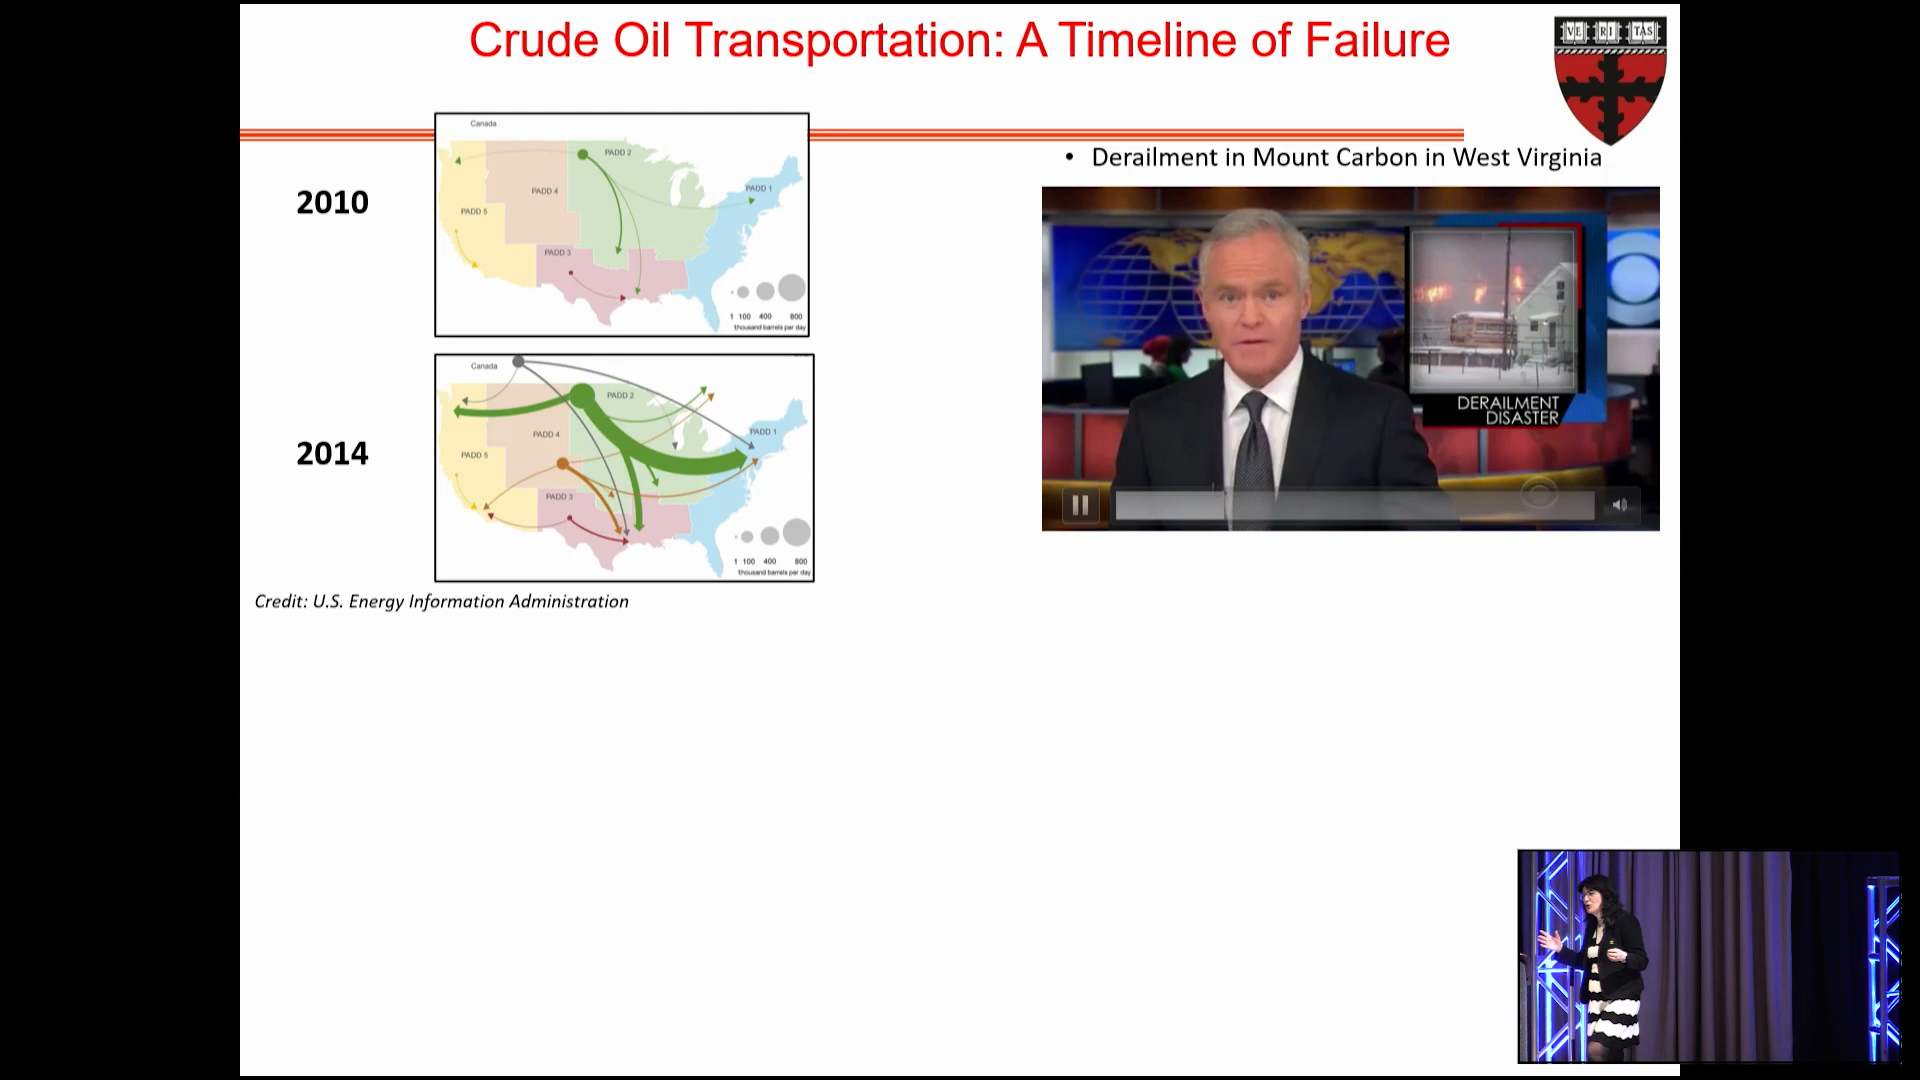 Crude Oil Transportation: A Timeline of Failure
VE RI TAS
2010
Canada
PADD 2
PADD 1
PADD 4
PADD 5
PADD 3
1 100 400 800
thousand barrels per day
2014
Canada
PADD 2
PADD 1
PADD 4
PADD 5
PADD 3
1 100 400 800
thousand barrels per day
Credit: U.S. Energy Information Administration
• Derailment in Mount Carbon in West Virginia
DERAILMENT
DISASTER